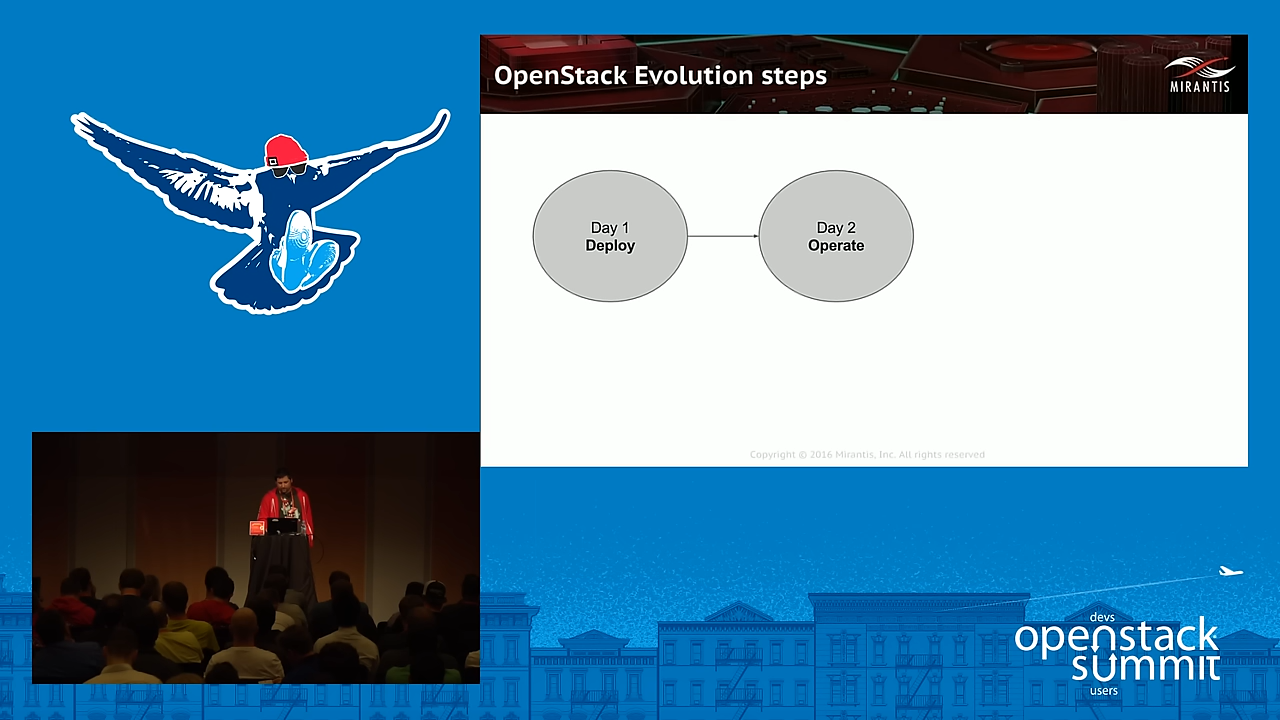 OpenStack Evolution steps
MIRANTIS
Day 1
Deploy
Day 2
Operate
Copyright © 2016 Mirantis, Inc. All rights reserved
devs
openstack
summit
users